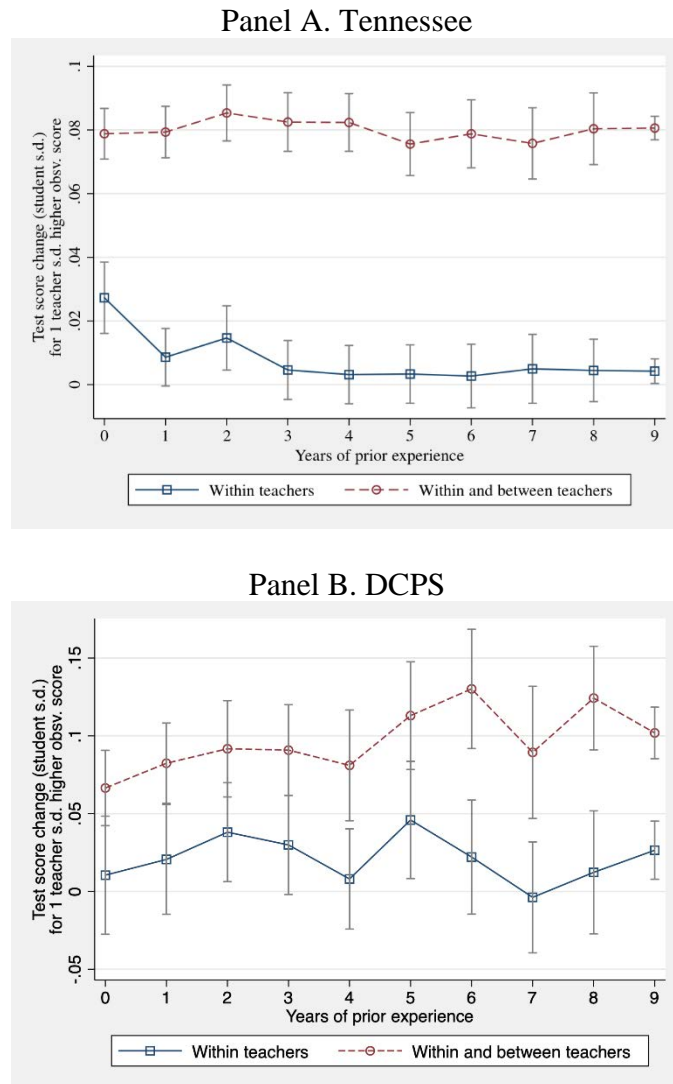 Panel A. Tennessee
Test score change (student s.d.)
for 1 teacher s.d. higher obsv. score
.1
.08
.06
.04
.02
0
0 1 2 3 4 5 6 7 8 9
Years of prior experience
Within teachers Within and between teachers
Panel B. DCPS
Test score change (student s.d.)
for 1 teacher s.d. higher obsv. score
.15
.1
.05
0
-.05
0 1 2 3 4 5 6 7 8 9
Years of prior experience
Within teachers Within and between teachers